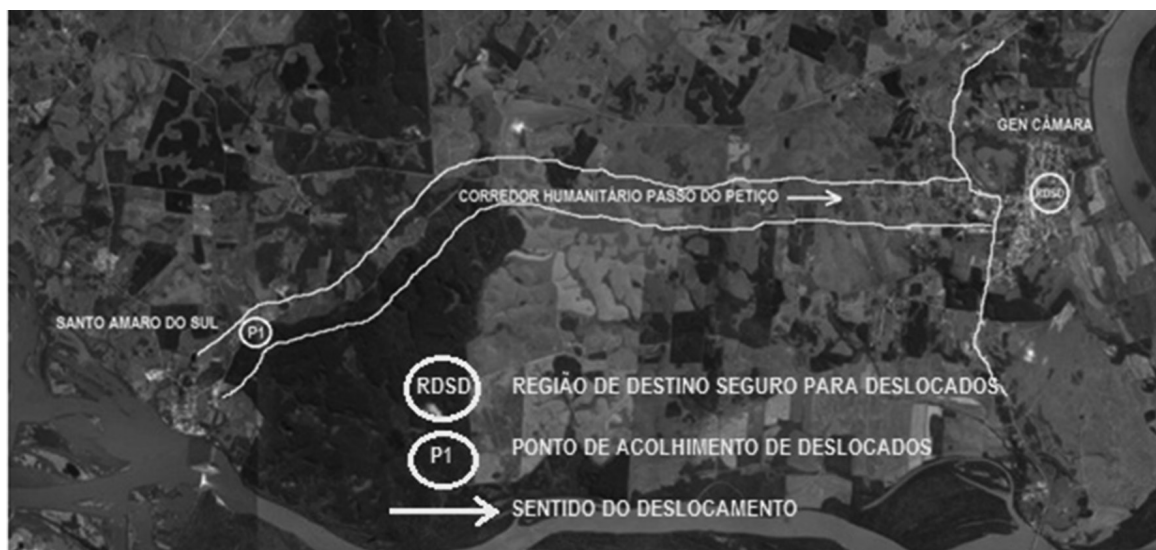 GEN CÂMARA
RDSD
CORREDOR HUMANITÁRIO PASSO DO PETIÇO
SANTO AMARO DO SUL
P1
RDSD REGIÃO DE DESTINO SEGURO PARA DESLOCADOS
P1 PONTO DE ACOLHIMENTO DE DESLOCADOS
SENTIDO DO DESLOCAMENTO